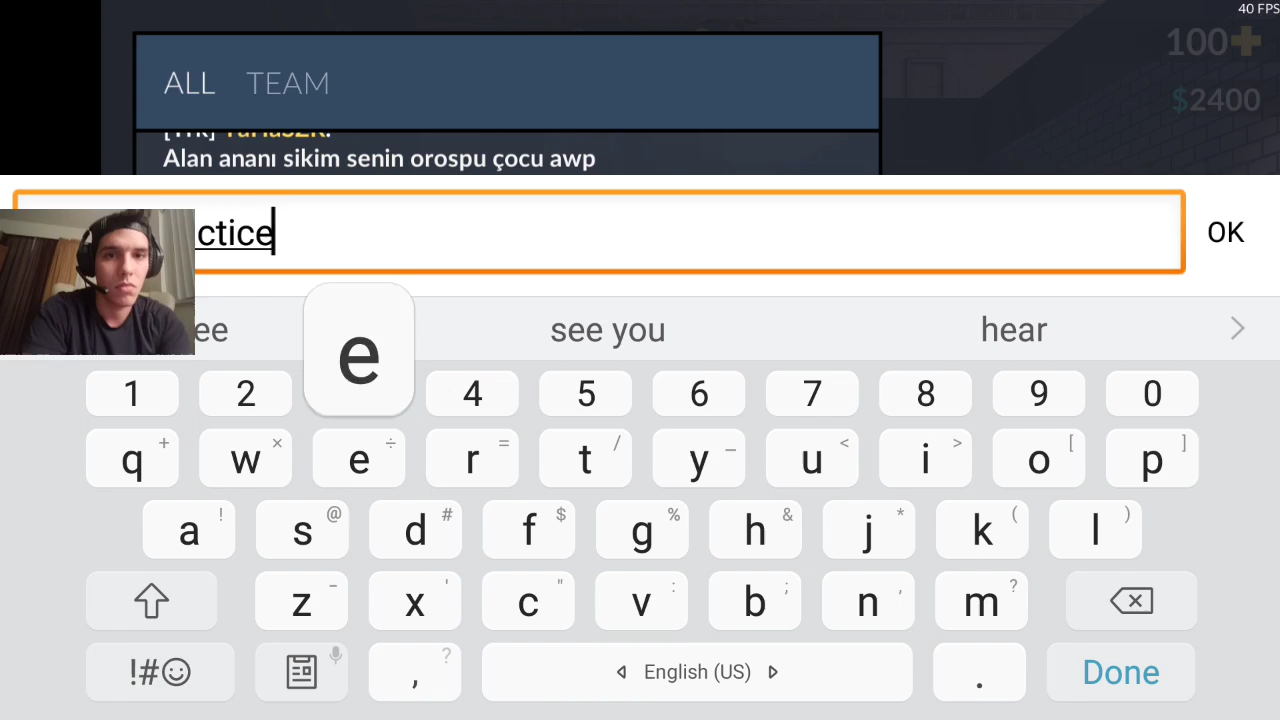 40 FPS
100
ALL TEAM
$2400
Alan ananı sikim senin orospu çocu awp
ctice
OK
ee see you hear
e
1 2 4 5 6 7 8 9 0
q + w × e ÷ r = t / y _ u < i > o [ p ]
a ! s @ d # f $ g % h & j * k ( l )
z - x ' c " v : b ; n , m ?
!#☺ , ? English (US) . Done